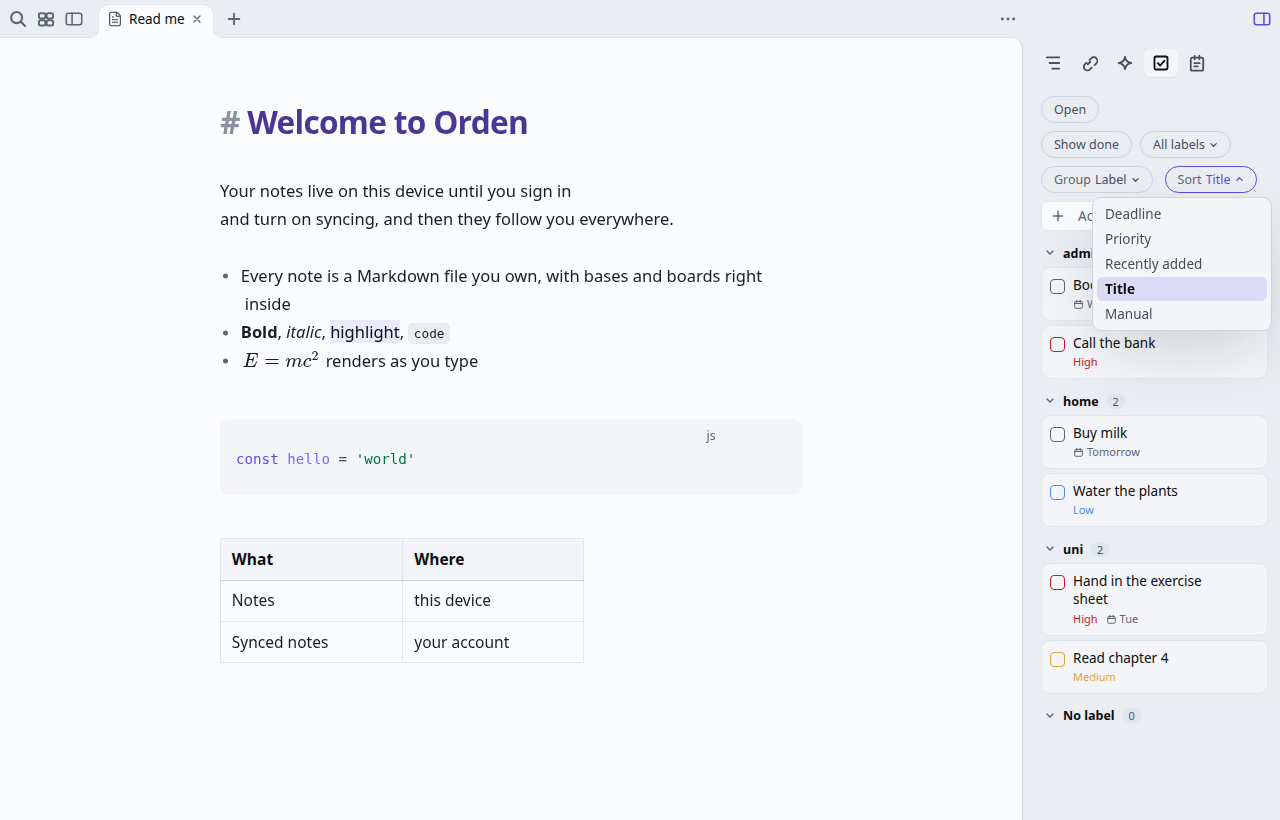 Read me
# Welcome to Orden
Your notes live on this device until you sign in
and turn on syncing, and then they follow you everywhere.
Every note is a Markdown file you own, with bases and boards right
inside
Bold, italic, highlight, code
E = mc² renders as you type
js
const hello = 'world'
What Where
Notes this device
Synced notes your account
Open
Show done All labels
Group Label Sort Title
Deadline
Priority
Recently added
Title
Manual
Call the bank
High
home 2
Buy milk
Tomorrow
Water the plants
Low
uni 2
Hand in the exercise
sheet
High Tue
Read chapter 4
Medium
No label 0